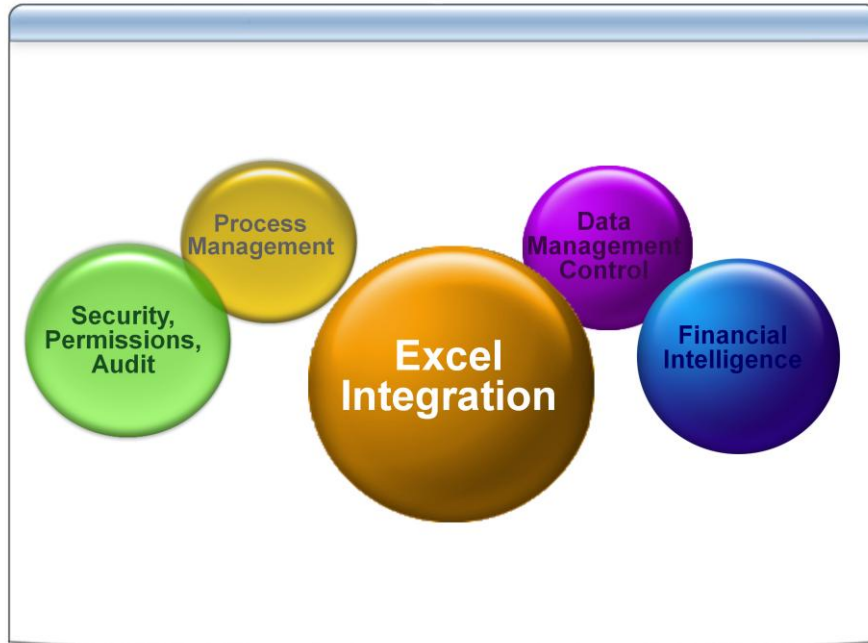 Process
Management
Data
Management
Control
Security,
Permissions,
Audit
Excel
Integration
Financial
Intelligence